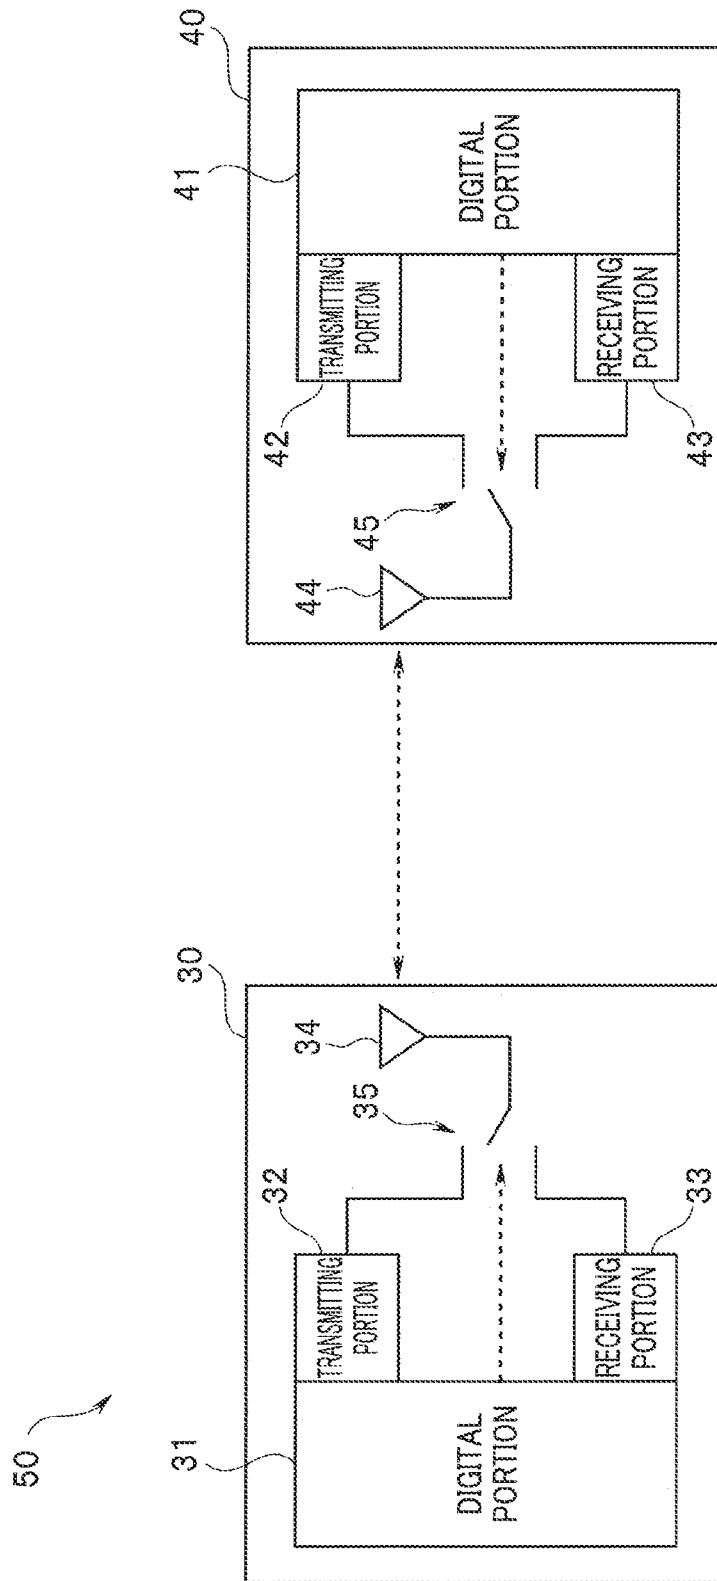 50
30
40
31
DIGITAL
PORTION
32
TRANSMITTING
PORTION
35
34
RECEIVING
PORTION
33
44
45
42
TRANSMITTING
PORTION
41
DIGITAL
PORTION
RECEIVING
PORTION
43